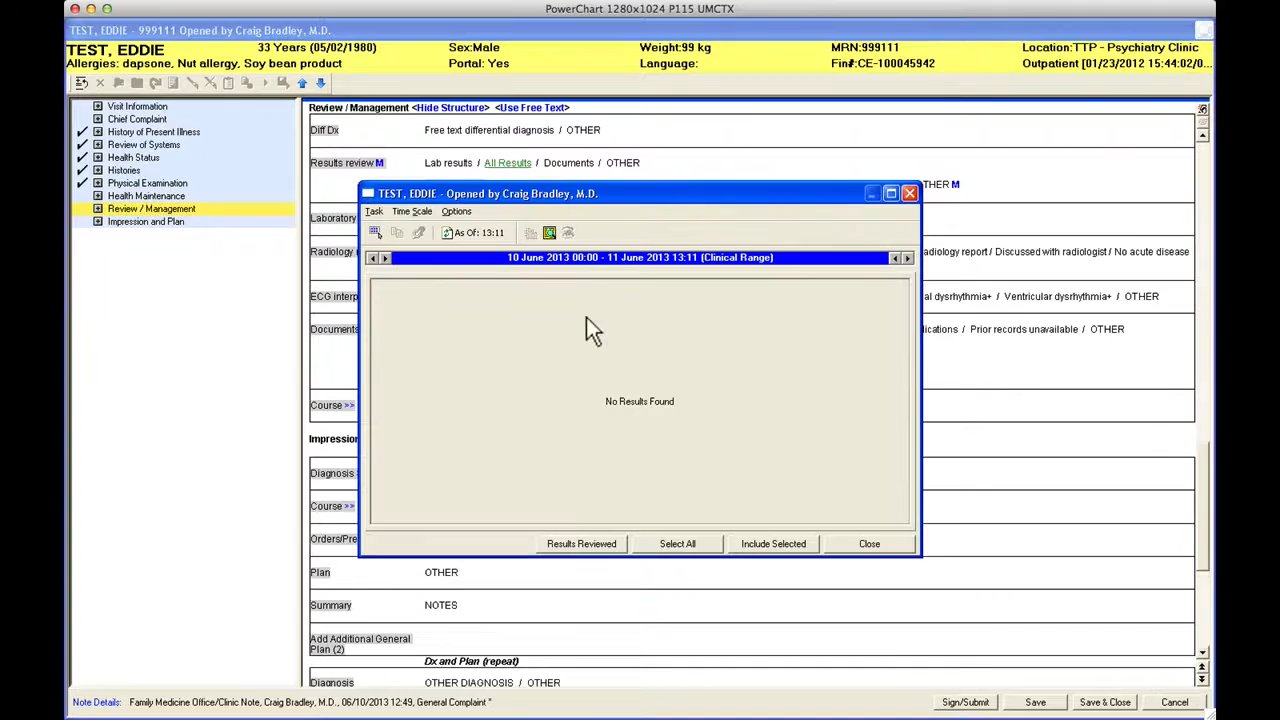 PowerChart 1280x1024 P115 UMCTX
TEST, EDDIE - 999111 Opened by Craig Bradley, M.D.
TEST, EDDIE 33 Years (05/02/1980) Sex:Male Weight:99 kg MRN:999111 Location:TTP - Psychiatry Clinic
Allergies: dapsone, Nut allergy, Soy bean product Portal: Yes Language: Fin#:CE-100045942 Outpatient [01/23/2012 15:44:02/0...
Visit Information
Chief Complaint
History of Present Illness
Review of Systems
Health Status
Histories
Physical Examination
Health Maintenance
Review / Management
Impression and Plan
Review / Management <Hide Structure> <Use Free Text>
Diff Dx Free text differential diagnosis / OTHER
Results review M Lab results / All Results / Documents / OTHER
THER M
Laboratory
Radiology adiology report / Discussed with radiologist / No acute disease
ECG interp al dysrhythmia+ / Ventricular dysrhythmia+ / OTHER
Documents ications / Prior records unavailable / OTHER
Course >>
Impression
Diagnosis
Course >>
Orders/Pre
Plan OTHER
Summary NOTES
Add Additional General
Plan (2)
Dx and Plan (repeat)
Diagnosis OTHER DIAGNOSIS / OTHER
TEST, EDDIE - Opened by Craig Bradley, M.D.
Task Time Scale Options
As Of: 13:11
10 June 2013 00:00 - 11 June 2013 13:11 (Clinical Range)
No Results Found
Results Reviewed Select All Include Selected Close
Note Details: Family Medicine Office/Clinic Note, Craig Bradley, M.D., 06/10/2013 12:49, General Complaint * Sign/Submit Save Save & Close Cancel